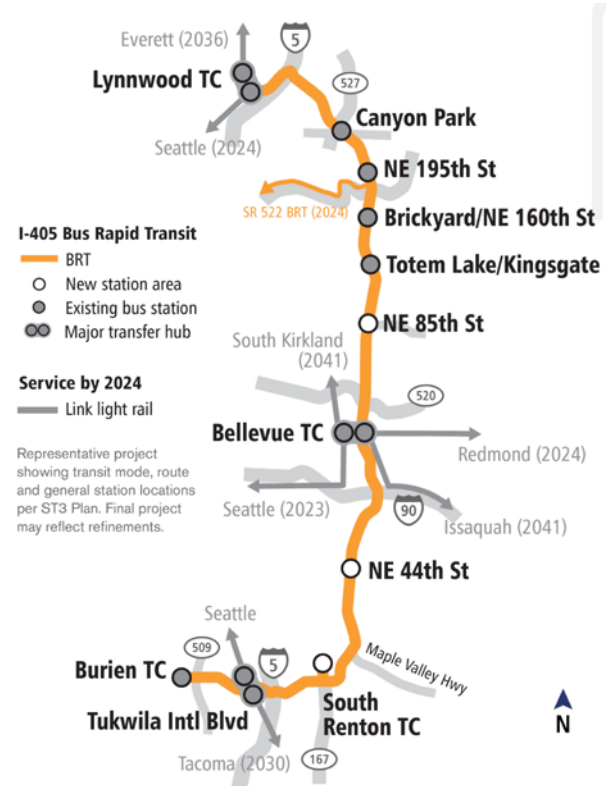 Everett (2036)
5
Lynnwood TC
527
Canyon Park
Seattle (2024)
NE 195th St
SR 522 BRT (2024)
Brickyard/NE 160th St
I-405 Bus Rapid Transit
BRT
New station area
Existing bus station
Major transfer hub
Totem Lake/Kingsgate
NE 85th St
South Kirkland
(2041)
Service by 2024
Link light rail
520
Bellevue TC
Redmond (2024)
Representative project
showing transit mode, route
and general station locations
per ST3 Plan. Final project
may reflect refinements.
Seattle (2023)
90
Issaquah (2041)
NE 44th St
Seattle
509
5
Maple Valley Hwy
Burien TC
Tukwila Intl Blvd
South
Renton TC
Tacoma (2030)
167
N